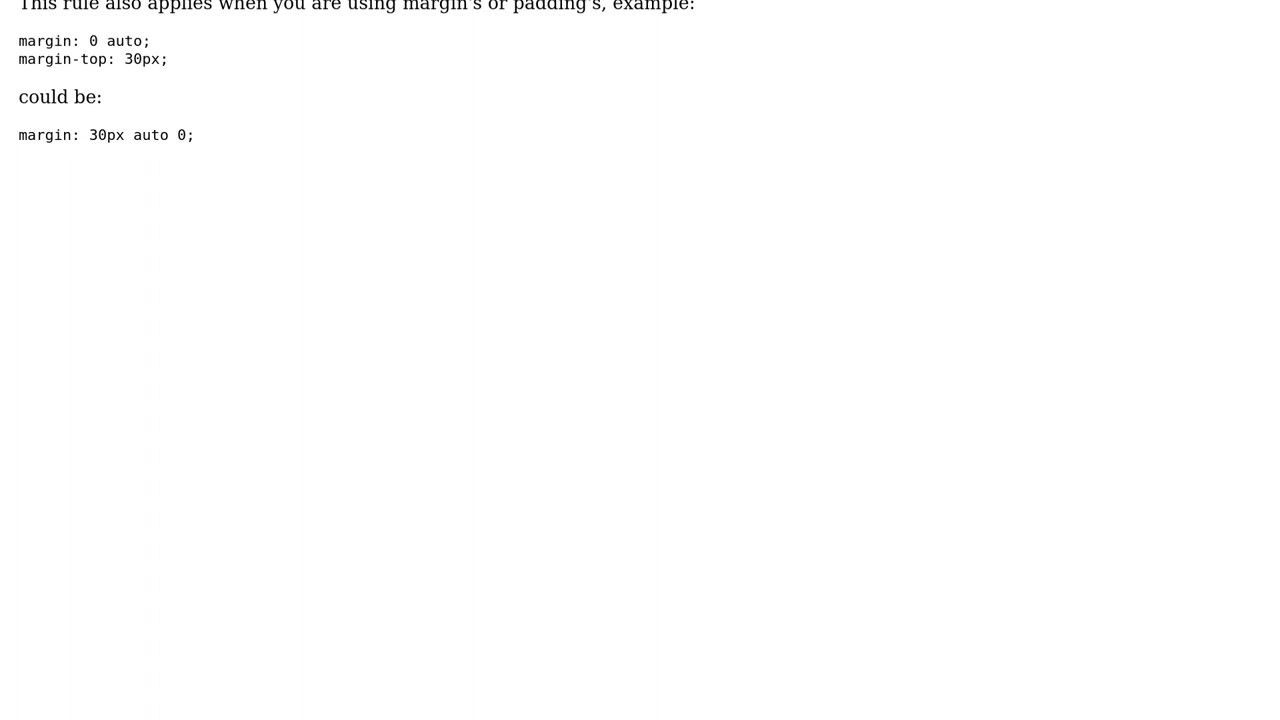 This rule also applies when you are using margin's or padding's, example:
margin: 0 auto;
margin-top: 30px;
could be:
margin: 30px auto 0;